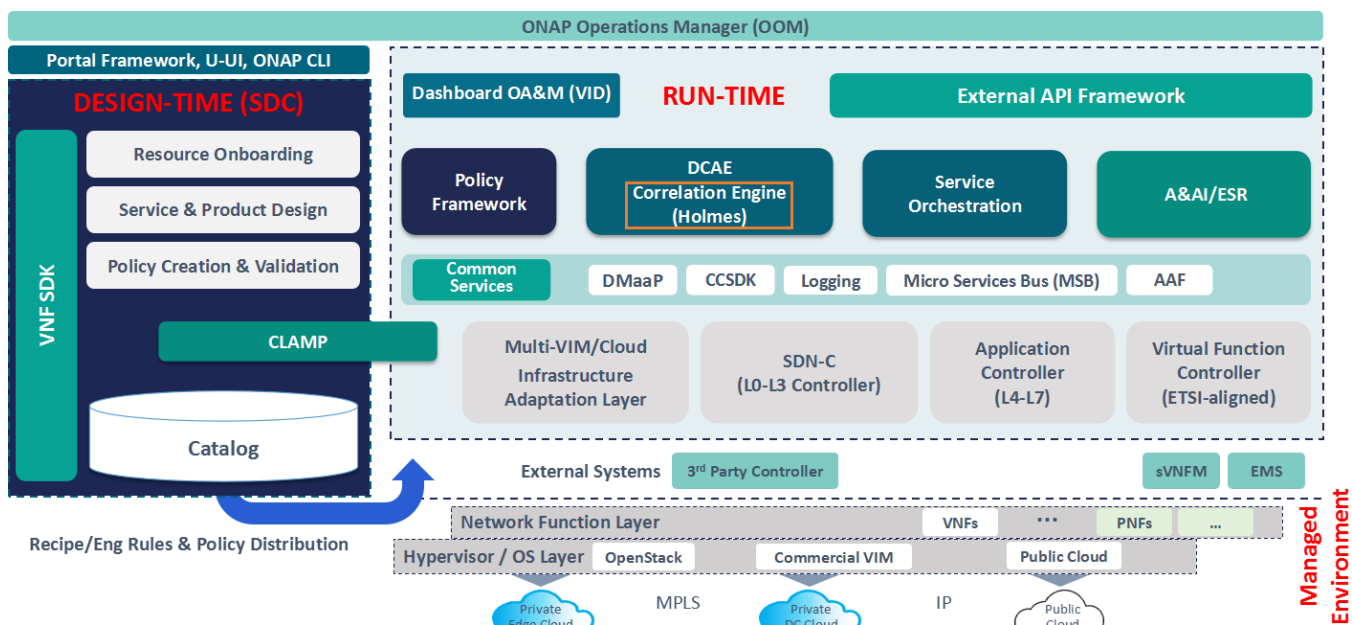 ONAP Operations Manager (OOM)
Portal Framework, U-UI, ONAP CLI
DESIGN-TIME (SDC)
VNF SDK
Resource Onboarding
Service & Product Design
Policy Creation & Validation
CLAMP
Catalog
Recipe/Eng Rules & Policy Distribution
Dashboard OA&M (VID)
RUN-TIME
External API Framework
Policy
Framework
DCAE
Correlation Engine
(Holmes)
Service
Orchestration
A&AI/ESR
Common
Services
DMaaP
CCSDK
Logging
Micro Services Bus (MSB)
AAF
Multi-VIM/Cloud
Infrastructure
Adaptation Layer
SDN-C
(L0-L3 Controller)
Application
Controller
(L4-L7)
Virtual Function
Controller
(ETSI-aligned)
External Systems
3rd Party Controller
sVNFM
EMS
Network Function Layer
VNFs
...
PNFs
...
Hypervisor / OS Layer
OpenStack
Commercial VIM
Public Cloud
Private
Edge Cloud
MPLS
Private
DC Cloud
IP
Public
Cloud
Managed
Environment